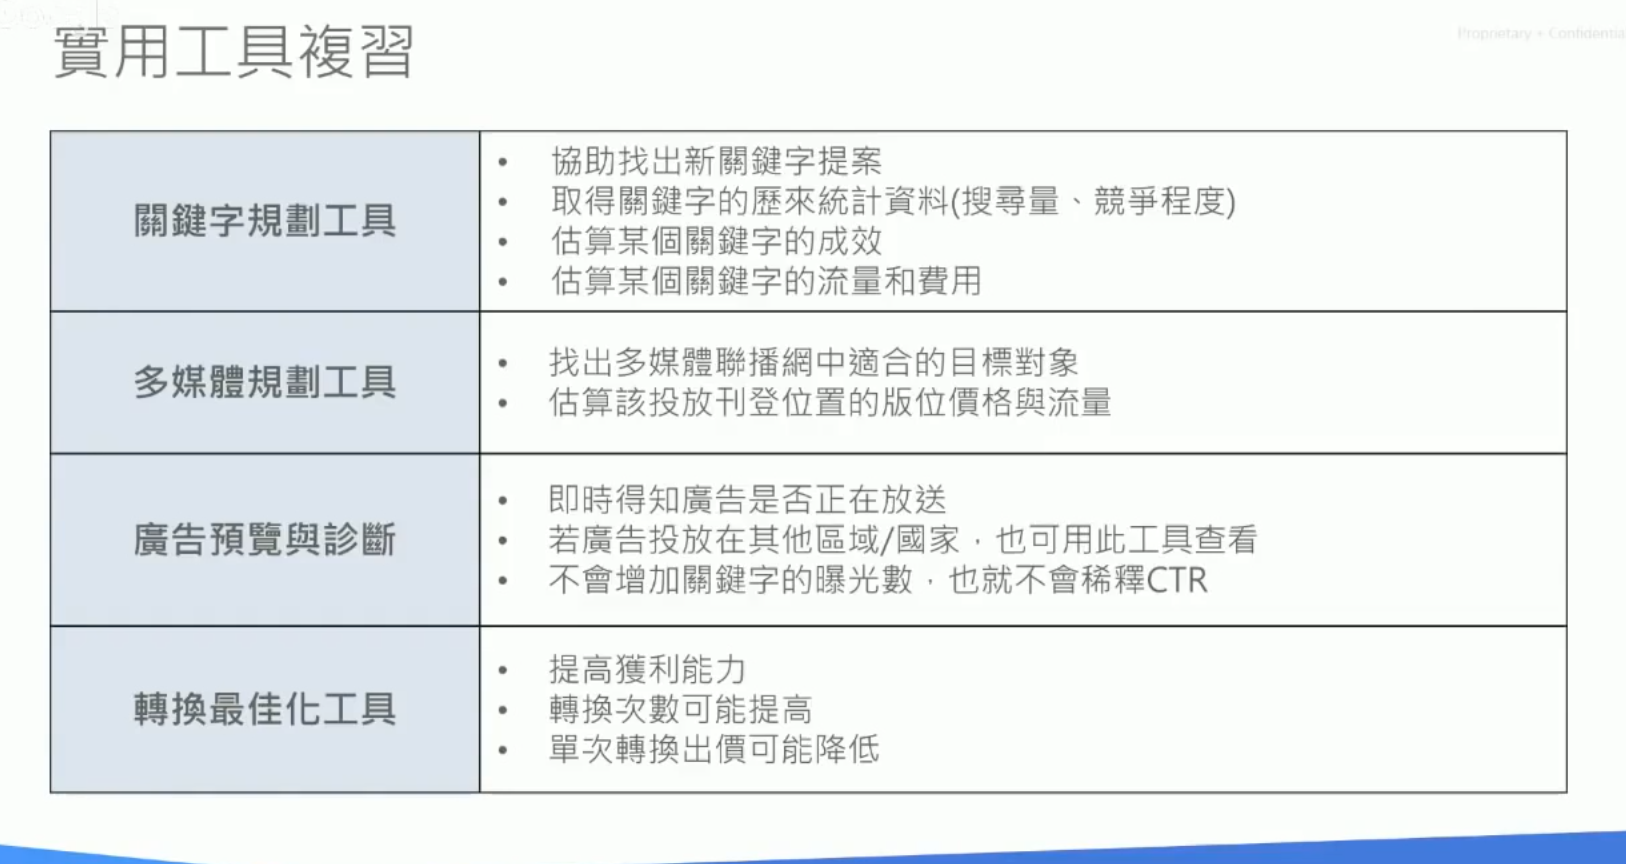 實用工具複習
Proprietary + Confidentia
關鍵字規劃工具
• 協助找出新關鍵字提案
• 取得關鍵字的歷來統計資料(搜尋量、競爭程度)
• 估算某個關鍵字的成效
• 估算某個關鍵字的流量和費用
多媒體規劃工具
• 找出多媒體聯播網中適合的目標對象
• 估算該投放刊登位置的版位價格與流量
廣告預覽與診斷
• 即時得知廣告是否正在放送
• 若廣告投放在其他區域/國家，也可用此工具查看
• 不會增加關鍵字的曝光數，也就不會稀釋CTR
轉換最佳化工具
• 提高獲利能力
• 轉換次數可能提高
• 單次轉換出價可能降低